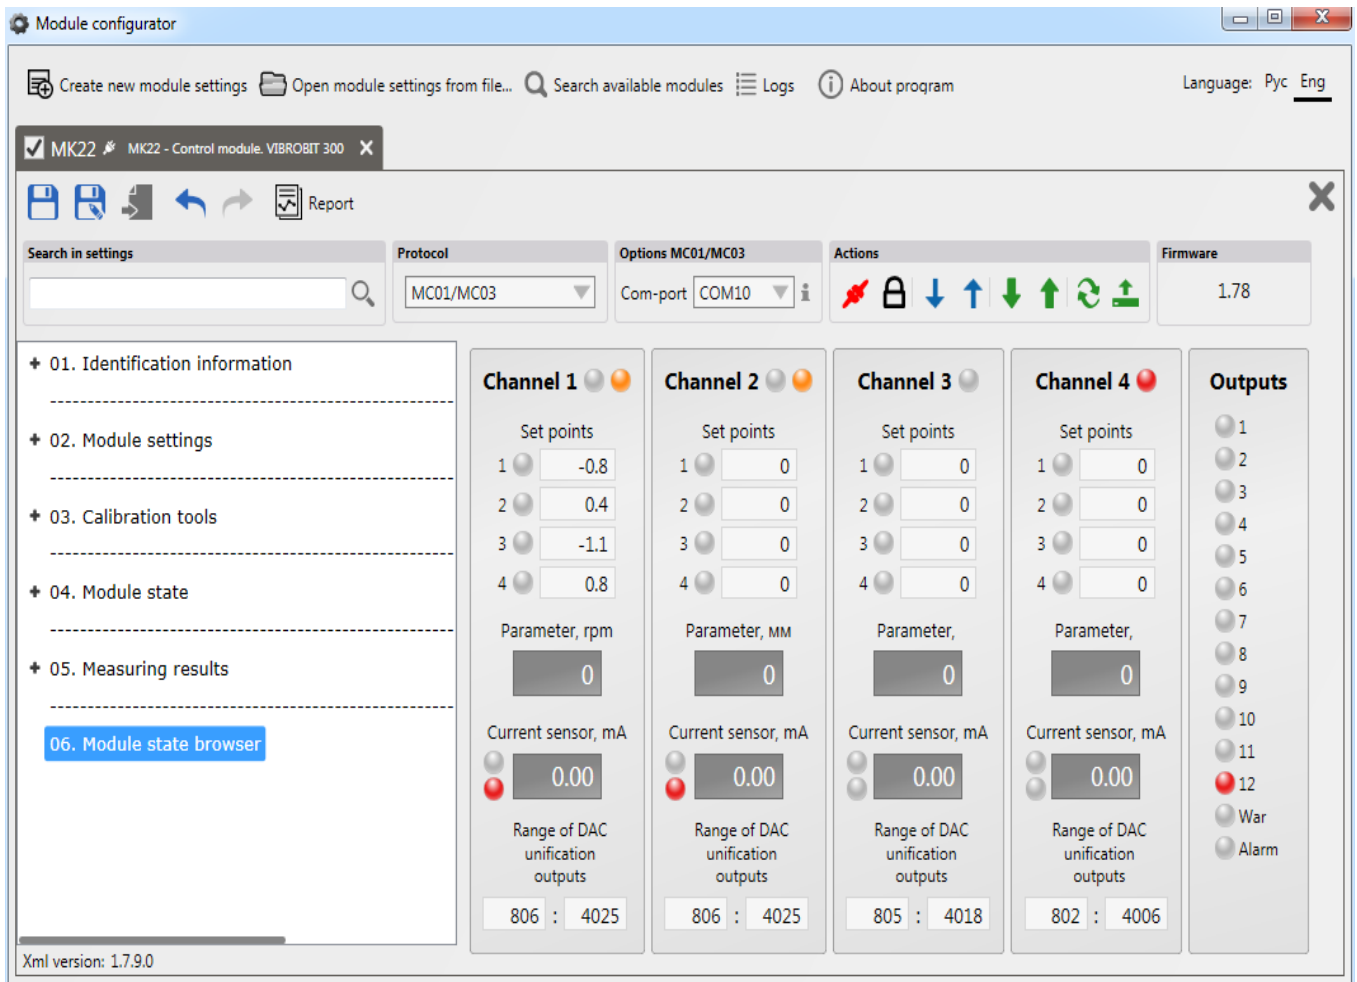 Module configurator
Create new module settings Open module settings from file... Search available modules Logs About program Language: Рус Eng
MK22 MK22 - Control module. VIBROBIT 300
Report
Search in settings Protocol Options MC01/MC03 Actions Firmware
MC01/MC03 Com-port COM10 1.78
+ 01. Identification information
+ 02. Module settings
+ 03. Calibration tools
+ 04. Module state
+ 05. Measuring results
06. Module state browser
Xml version: 1.7.9.0
Channel 1
Set points
1 -0.8
2 0.4
3 -1.1
4 0.8
Parameter, rpm
0
Current sensor, mA
0.00
Range of DAC
unification
outputs
806 : 4025
Channel 2
Set points
1 0
2 0
3 0
4 0
Parameter, мм
0
Current sensor, mA
0.00
Range of DAC
unification
outputs
806 : 4025
Channel 3
Set points
1 0
2 0
3 0
4 0
Parameter,
0
Current sensor, mA
0.00
Range of DAC
unification
outputs
805 : 4018
Channel 4
Set points
1 0
2 0
3 0
4 0
Parameter,
0
Current sensor, mA
0.00
Range of DAC
unification
outputs
802 : 4006
Outputs
1
2
3
4
5
6
7
8
9
10
11
12
War
Alarm